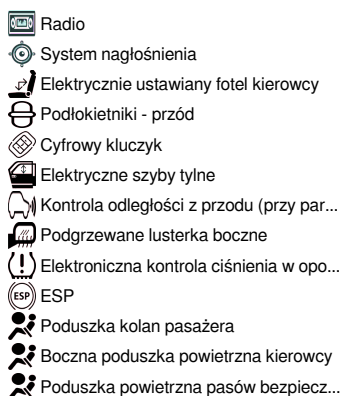 Radio
System nagłośnienia
Elektrycznie ustawiany fotel kierowcy
Podłokietniki - przód
Cyfrowy kluczyk
Elektryczne szyby tylne
Kontrola odległości z przodu (przy par...
Podgrzewane lusterka boczne
Elektroniczna kontrola ciśnienia w opo...
ESP ESP
Poduszka kolan pasażera
Boczna poduszka powietrzna kierowcy
Poduszka powietrzna pasów bezpiecz...